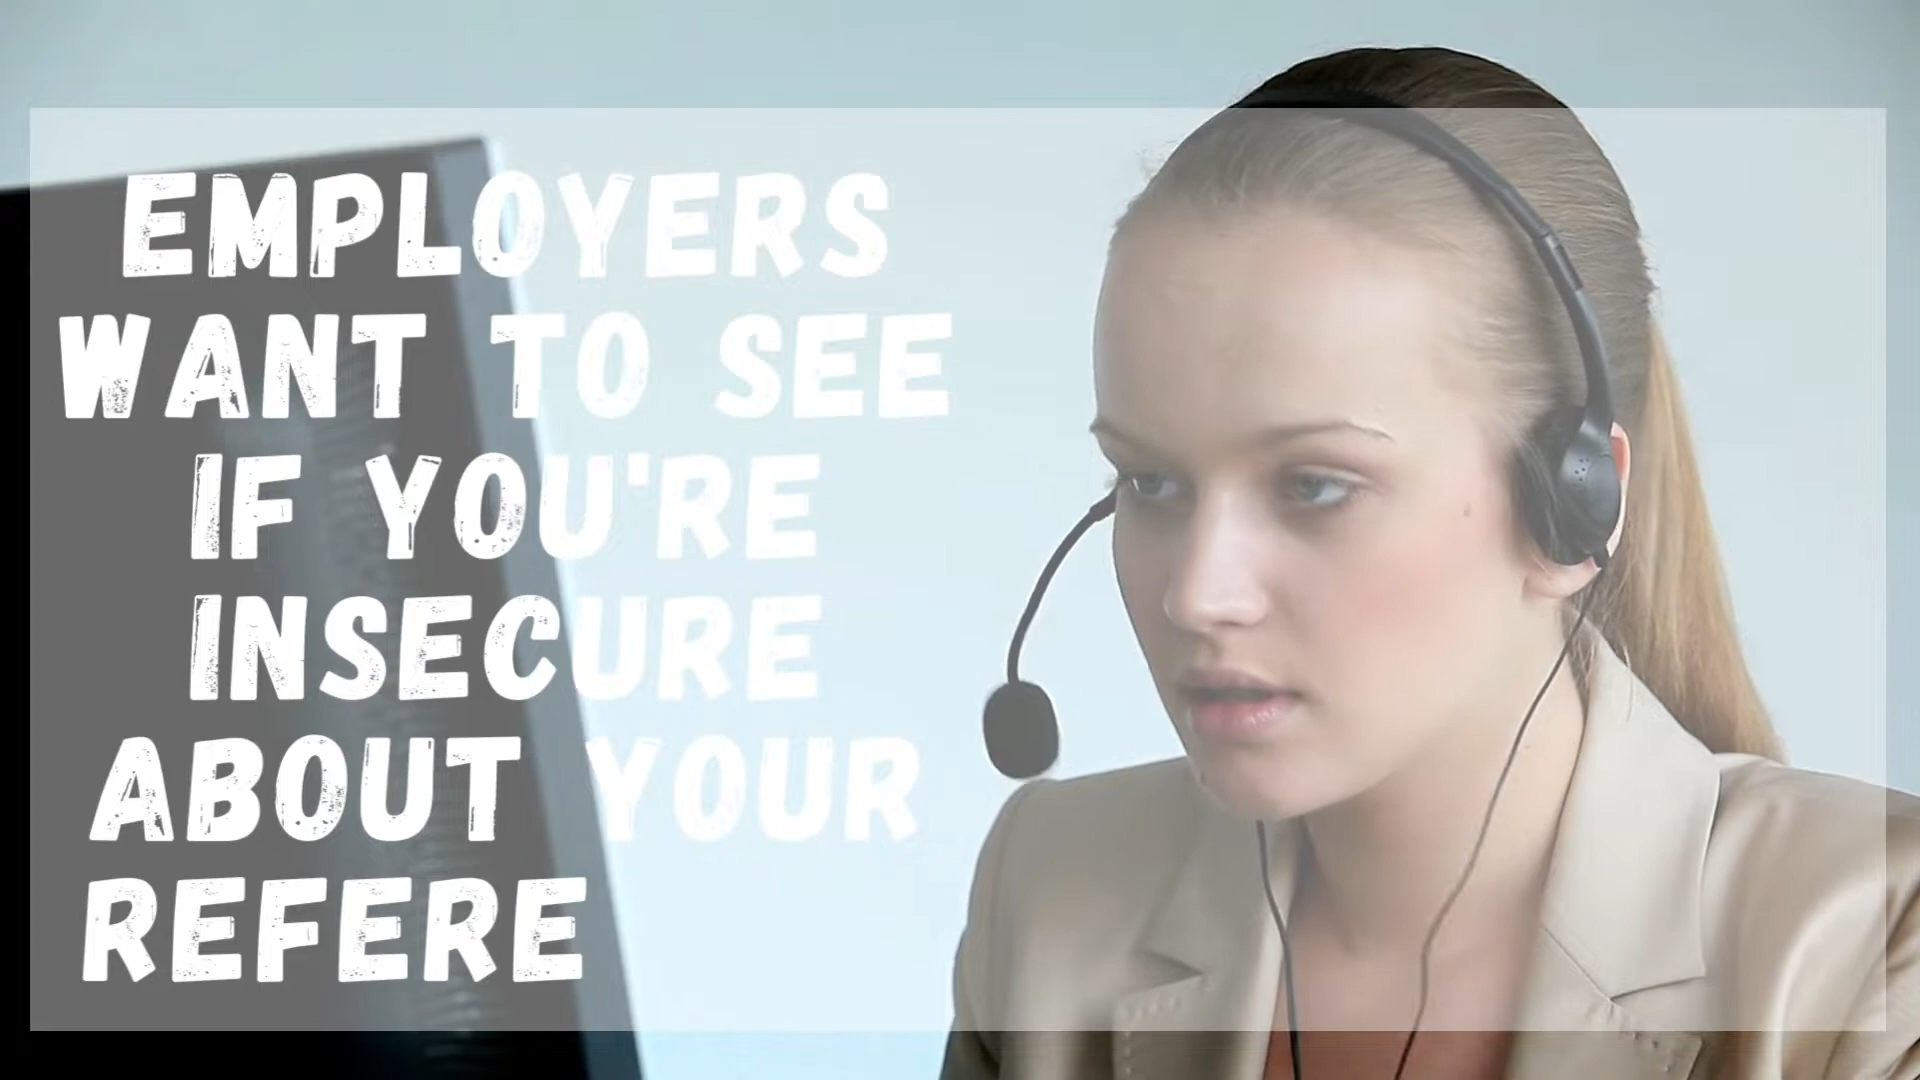 EMPLOYERS
WANT TO SEE
IF YOU'RE
INSECURE
ABOUT YOUR
REFERE